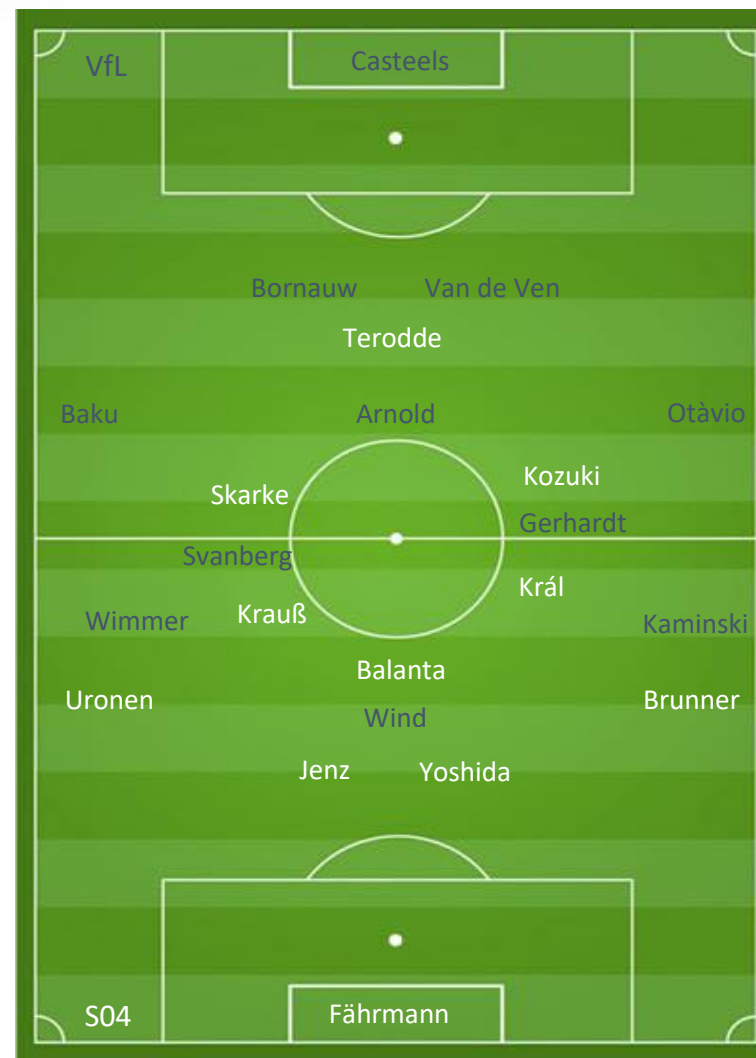 VfL
Casteels
Bornauw
Van de Ven
Terodde
Baku
Arnold
Otàvio
Skarke
Kozuki
Gerhardt
Svanberg
Král
Krauß
Wimmer
Kaminski
Balanta
Uronen
Brunner
Wind
Jenz
Yoshida
S04
Fährmann